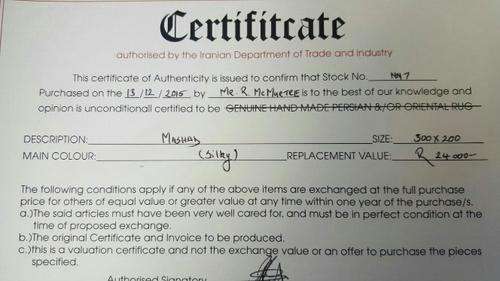 Certifitcate
authorised by the Iranian Department of Trade and industry
This certificate of Authenticity is issued to confirm that Stock No.
Purchased on the 13/12/2015 by Mr. R. is to the best of our knowledge and
opinion is unconditionall certified to be GENUINE HAND MADE PERSIAN &/OR ORIENTAL RUG
DESCRIPTION: MASHAD SIZE: 300 X 200
MAIN COLOUR: (Silky) REPLACEMENT VALUE: R 24 000-
The following conditions apply if any of the above items are exchanged at the full purchase
price for others of equal value or greater value at any time within one year of the purchase/s.
a.)The said articles must have been very well cared for, and must be in perfect condition at the
time of proposed exchange.
b.)The original Certificate and Invoice to be produced.
c.)this is a valuation certificate and not the exchange value or an offer to purchase the pieces
specified.
Authorised Signatory